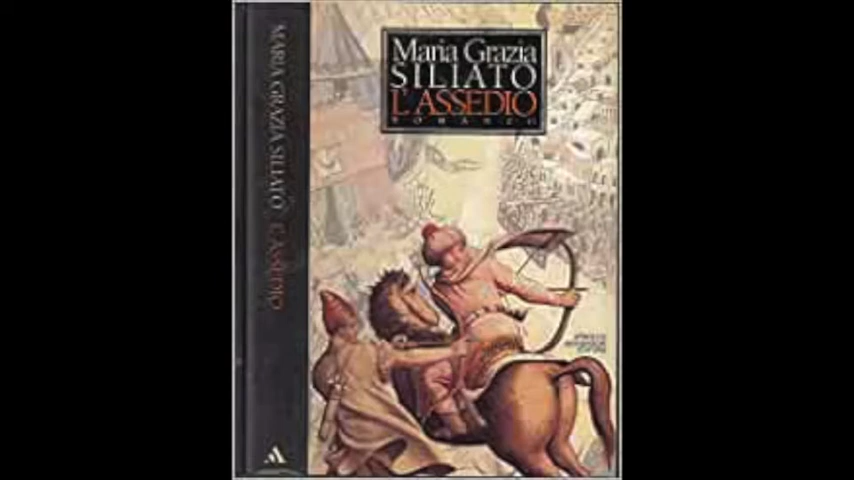 MARIA GRAZIA SILIATO L'ASSEDIO
Maria Grazia
SILIATO
L'ASSEDIO
ROMANZO